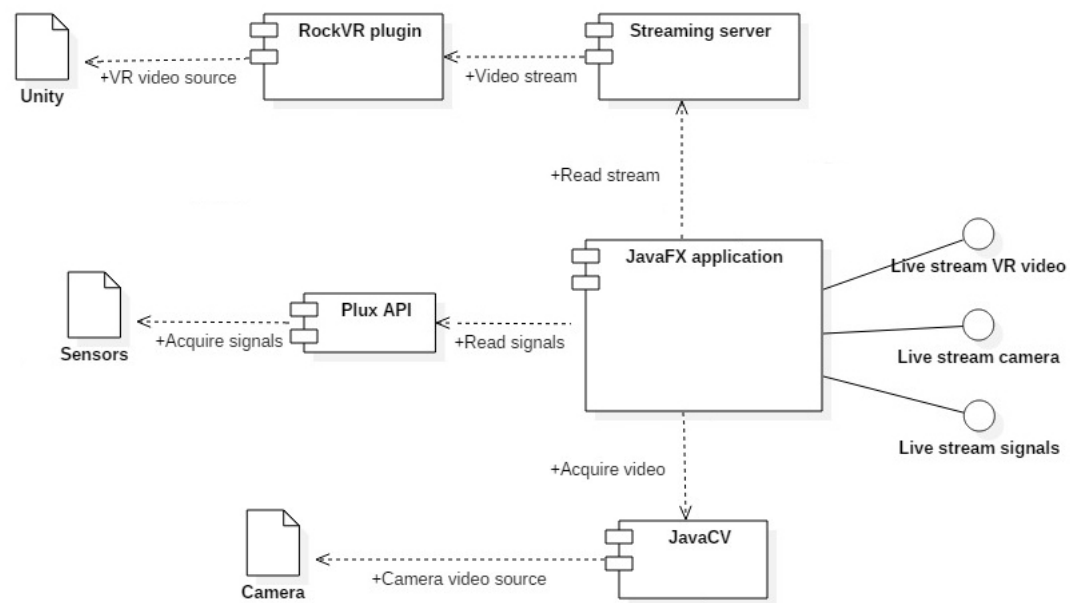 RockVR plugin
Streaming server
+VR video source
+Video stream
Unity
+Read stream
JavaFX application
Live stream VR video
Plux API
+Acquire signals
+Read signals
Sensors
Live stream camera
Live stream signals
+Acquire video
JavaCV
+Camera video source
Camera